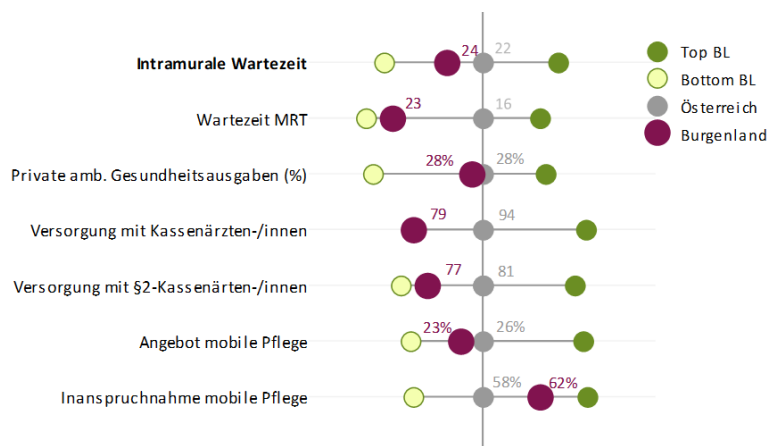 Intramurale Wartezeit 24 22
Wartezeit MRT 23 16
Private amb. Gesundheitsausgaben (%) 28% 28%
Versorgung mit Kassenärzten-/innen 79 94
Versorgung mit §2-Kassenärten-/innen 77 81
Angebot mobile Pflege 23% 26%
Inanspruchnahme mobile Pflege 58% 62%
Top BL
Bottom BL
Österreich
Burgenland